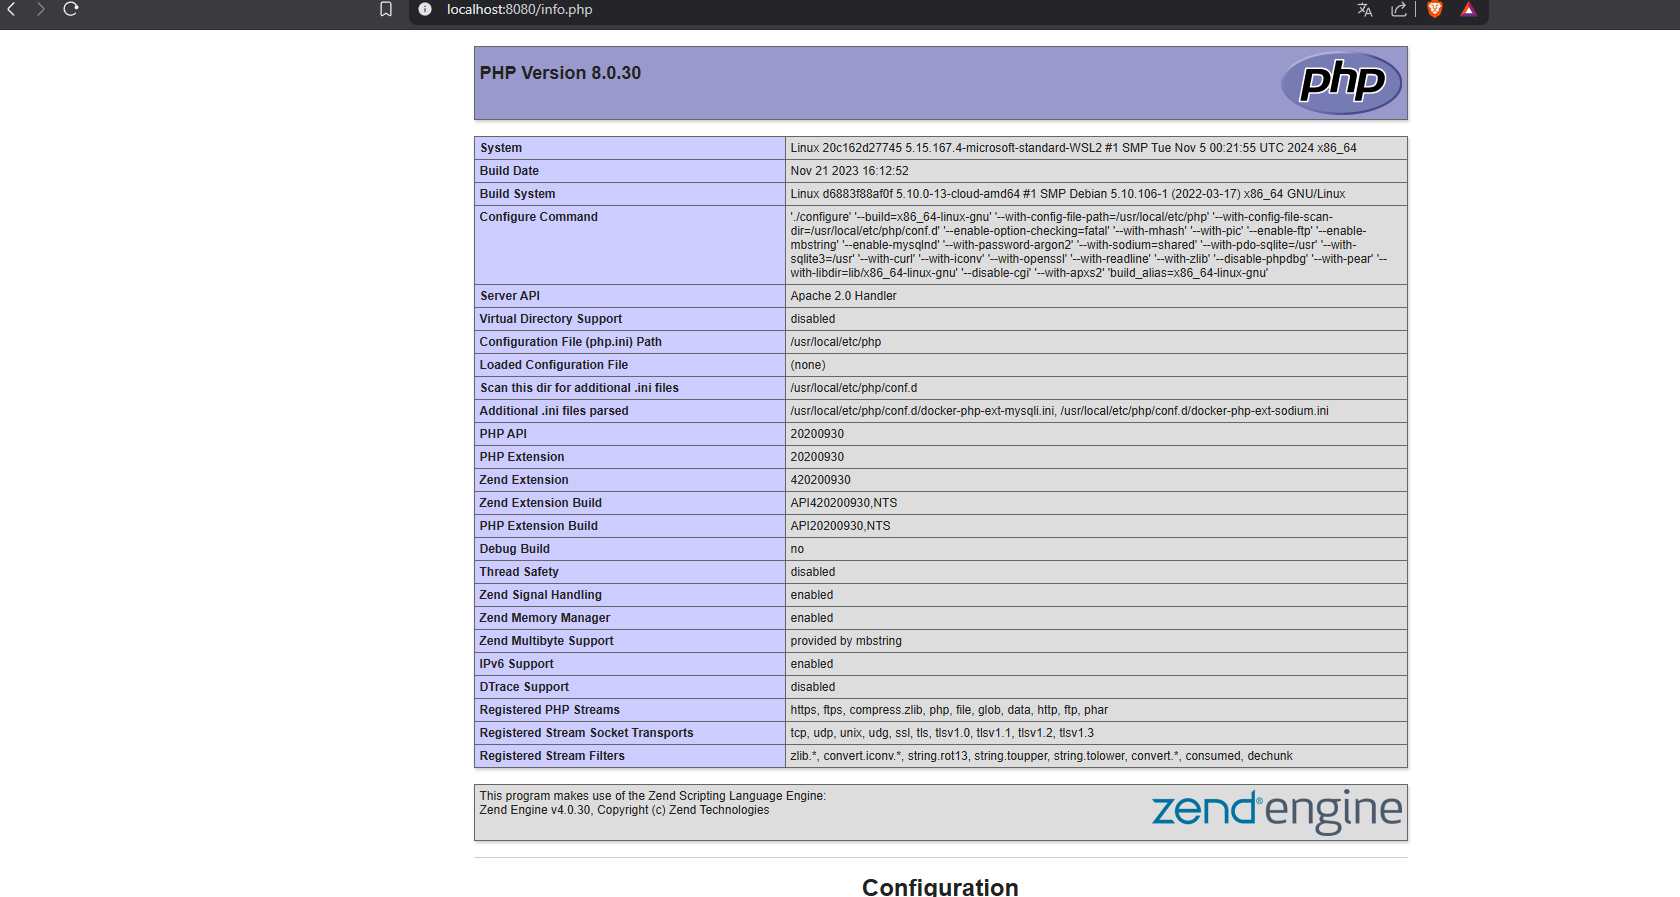 localhost:8080/info.php
PHP Version 8.0.30
php
System Linux 20c162d27745 5.15.167.4-microsoft-standard-WSL2 #1 SMP Tue Nov 5 00:21:55 UTC 2024 x86_64
Build Date Nov 21 2023 16:12:52
Build System Linux d6883f88af0f 5.10.0-13-cloud-amd64 #1 SMP Debian 5.10.106-1 (2022-03-17) x86_64 GNU/Linux
Configure Command './configure' '--build=x86_64-linux-gnu' '--with-config-file-path=/usr/local/etc/php' '--with-config-file-scan-
dir=/usr/local/etc/php/conf.d' '--enable-option-checking=fatal' '--with-mhash' '--with-pic' '--enable-ftp' '--enable-
mbstring' '--enable-mysqlnd' '--with-password-argon2' '--with-sodium=shared' '--with-pdo-sqlite=/usr' '--with-
sqlite3=/usr' '--with-curl' '--with-iconv' '--with-openssl' '--with-readline' '--with-zlib' '--disable-phpdbg' '--with-pear' '--
with-libdir=lib/x86_64-linux-gnu' '--disable-cgi' '--with-apxs2' 'build_alias=x86_64-linux-gnu'
Server API Apache 2.0 Handler
Virtual Directory Support disabled
Configuration File (php.ini) Path /usr/local/etc/php
Loaded Configuration File (none)
Scan this dir for additional .ini files /usr/local/etc/php/conf.d
Additional .ini files parsed /usr/local/etc/php/conf.d/docker-php-ext-mysqli.ini, /usr/local/etc/php/conf.d/docker-php-ext-sodium.ini
PHP API 20200930
PHP Extension 20200930
Zend Extension 420200930
Zend Extension Build API420200930,NTS
PHP Extension Build API20200930,NTS
Debug Build no
Thread Safety disabled
Zend Signal Handling enabled
Zend Memory Manager enabled
Zend Multibyte Support provided by mbstring
IPv6 Support enabled
DTrace Support disabled
Registered PHP Streams https, ftps, compress.zlib, php, file, glob, data, http, ftp, phar
Registered Stream Socket Transports tcp, udp, unix, udg, ssl, tls, tlsv1.0, tlsv1.1, tlsv1.2, tlsv1.3
Registered Stream Filters zlib.*, convert.iconv.*, string.rot13, string.toupper, string.tolower, convert.*, consumed, dechunk
This program makes use of the Zend Scripting Language Engine:
Zend Engine v4.0.30, Copyright (c) Zend Technologies
zend®engine
Configuration